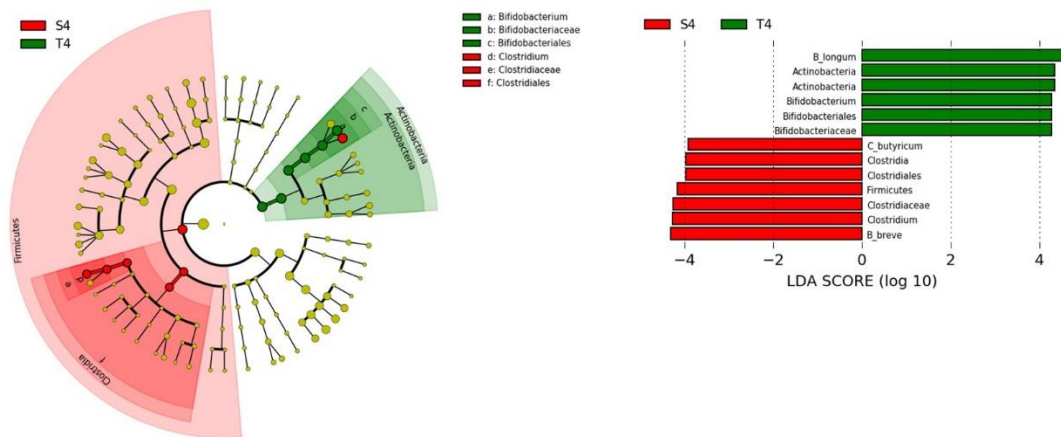 S4
T4
a: Bifidobacterium
b: Bifidobacteriaceae
c: Bifidobacteriales
d: Clostridium
e: Clostridiaceae
f: Clostridiales
Actinobacteria
Actinobacteria
c
b
a
Firmicutes
e
d
f
Clostridia
S4
T4
B_longum
Actinobacteria
Actinobacteria
Bifidobacterium
Bifidobacteriales
Bifidobacteriaceae
C_butyricum
Clostridia
Clostridiales
Firmicutes
Clostridiaceae
Clostridium
B_breve
−4 −2 0 2 4
LDA SCORE (log 10)